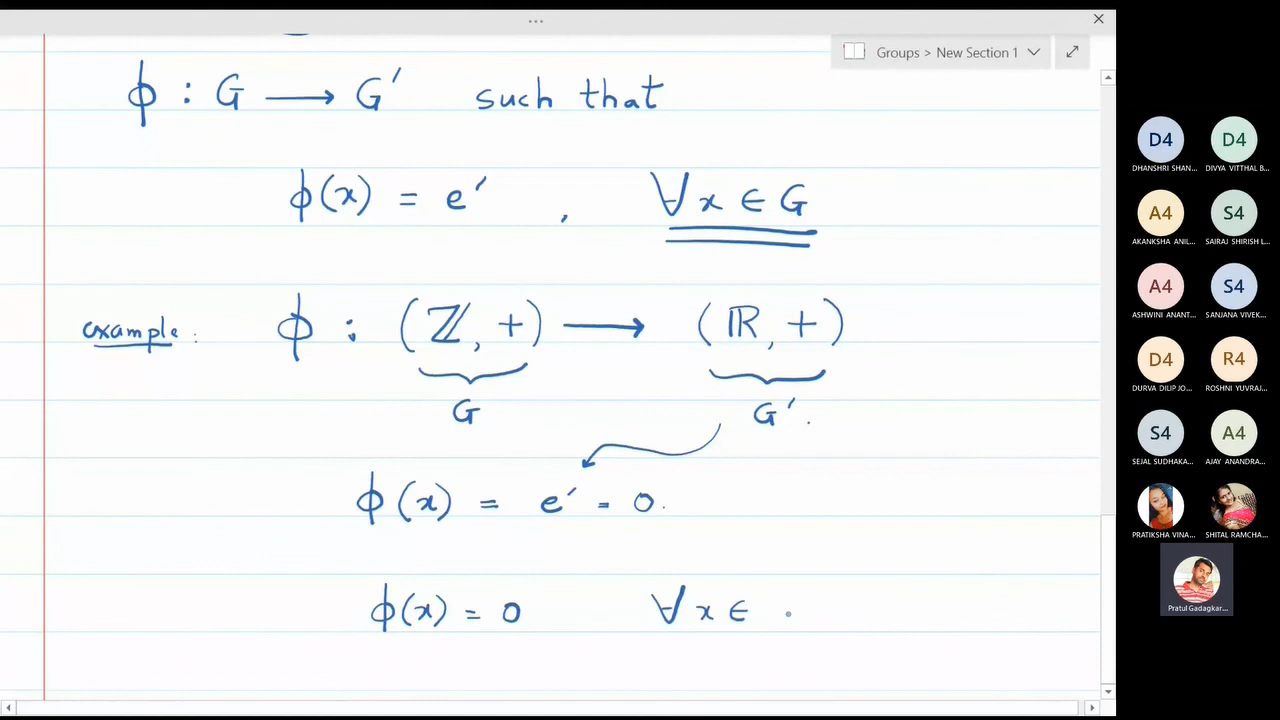 Groups > New Section 1
ϕ : G ⟶ G′ such that
ϕ(x) = e′ , ∀ x ∈ G
example : ϕ : (ℤ, +) ⟶ (ℝ, +)
G G′.
ϕ(x) = e′ = 0.
ϕ(x) = 0 ∀ x ∈
D4 D4
DHANSHRI SHAN... DIVYA VITTHAL B...
A4 S4
AKANKSHA ANIL... SAIRAJ SHIRISH L...
A4 S4
ASHWINI ANANT... SANJANA VIVEK...
D4 R4
DURVA DILIP JO... ROSHNI YUVRAJ...
S4 A4
SEJAL SUDHAKA... AJAY ANANDRA...
PRATIKSHA VINA... SHITAL RAMCHA...
Pratul Gadagkar...